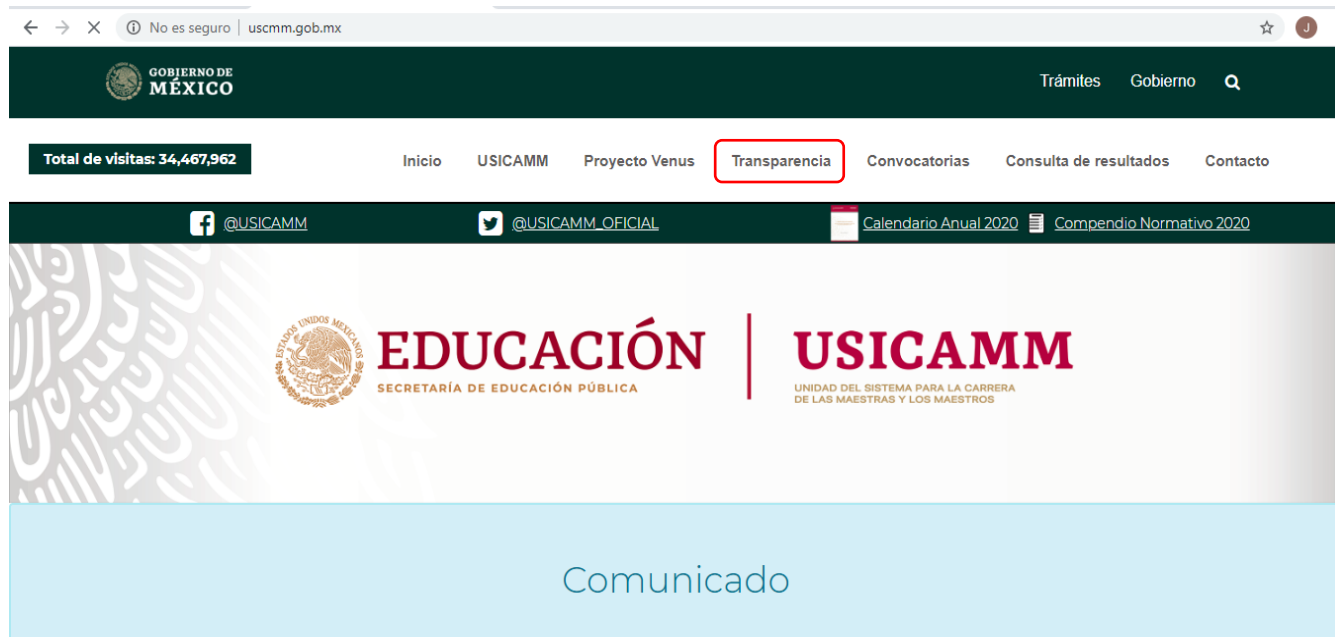 No es seguro | uscmm.gob.mx
J
GOBIERNO DE
MÉXICO
Trámites Gobierno
Total de visitas: 34,467,962
Inicio USICAMM Proyecto Venus Transparencia Convocatorias Consulta de resultados Contacto
@USICAMM @USICAMM_OFICIAL Calendario Anual 2020 Compendio Normativo 2020
ESTADOS UNIDOS MEXICANOS
EDUCACIÓN
SECRETARÍA DE EDUCACIÓN PÚBLICA
USICAMM
UNIDAD DEL SISTEMA PARA LA CARRERA
DE LAS MAESTRAS Y LOS MAESTROS
Comunicado